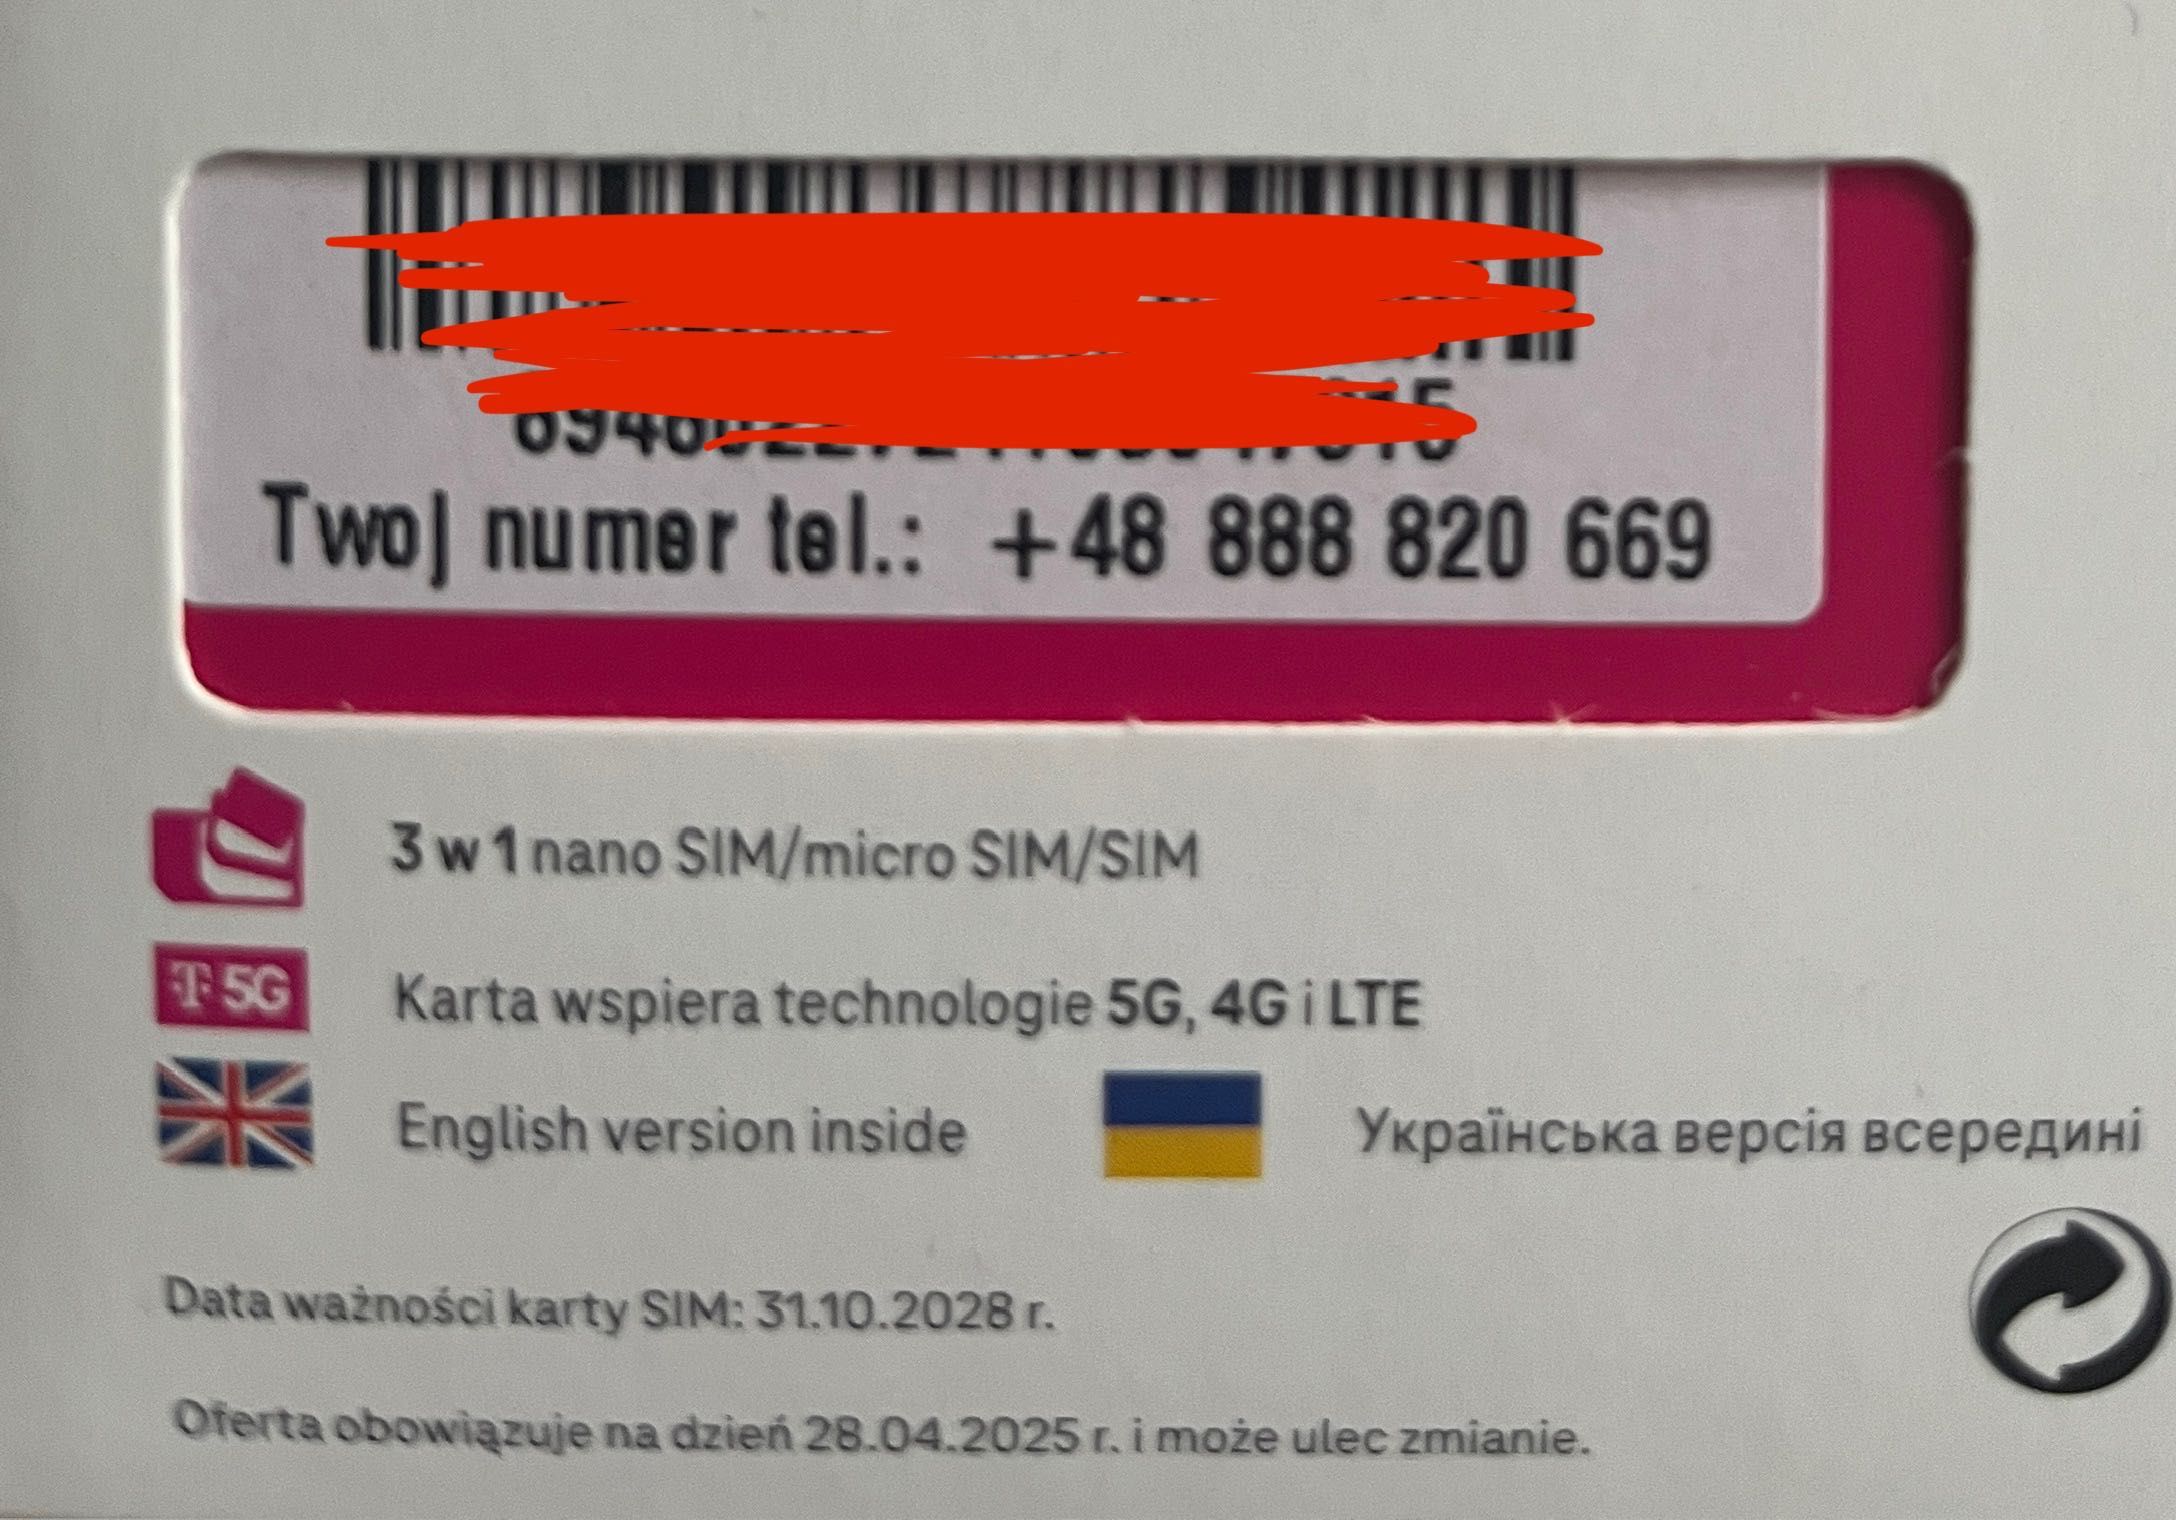 Twoj numer tel.: +48 888 820 669
3 w 1 nano SIM/micro SIM/SIM
T 5G
Karta wspiera technologie 5G, 4G i LTE
English version inside
Українська версія всередині
Data ważności karty SIM: 31.10.2028 r.
Oferta obowiązuje na dzień 28.04.2025 r. i może ulec zmianie.